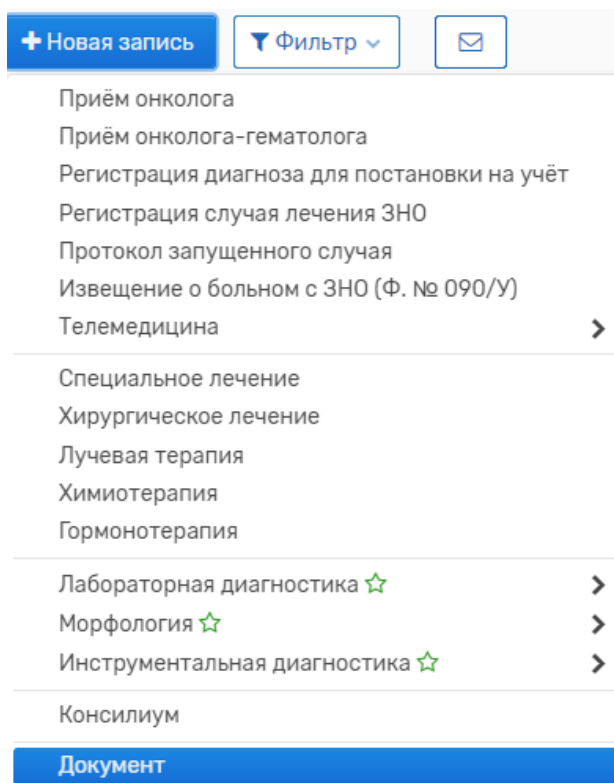 Новая запись
Фильтр
Приём онколога
Приём онколога-гематолога
Регистрация диагноза для постановки на учёт
Регистрация случая лечения ЗНО
Протокол запущенного случая
Извещение о больном с ЗНО (Ф. № 090/У)
Телемедицина
Специальное лечение
Хирургическое лечение
Лучевая терапия
Химиотерапия
Гормонотерапия
Лабораторная диагностика
Морфология
Инструментальная диагностика
Консилиум
Документ